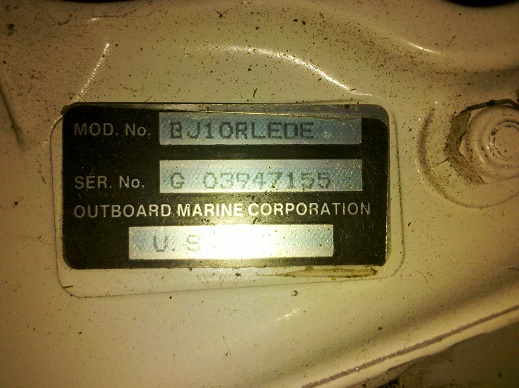 MOD. No. BJ10RLEDE
SER. No. G 03947155
OUTBOARD MARINE CORPORATION
U.S